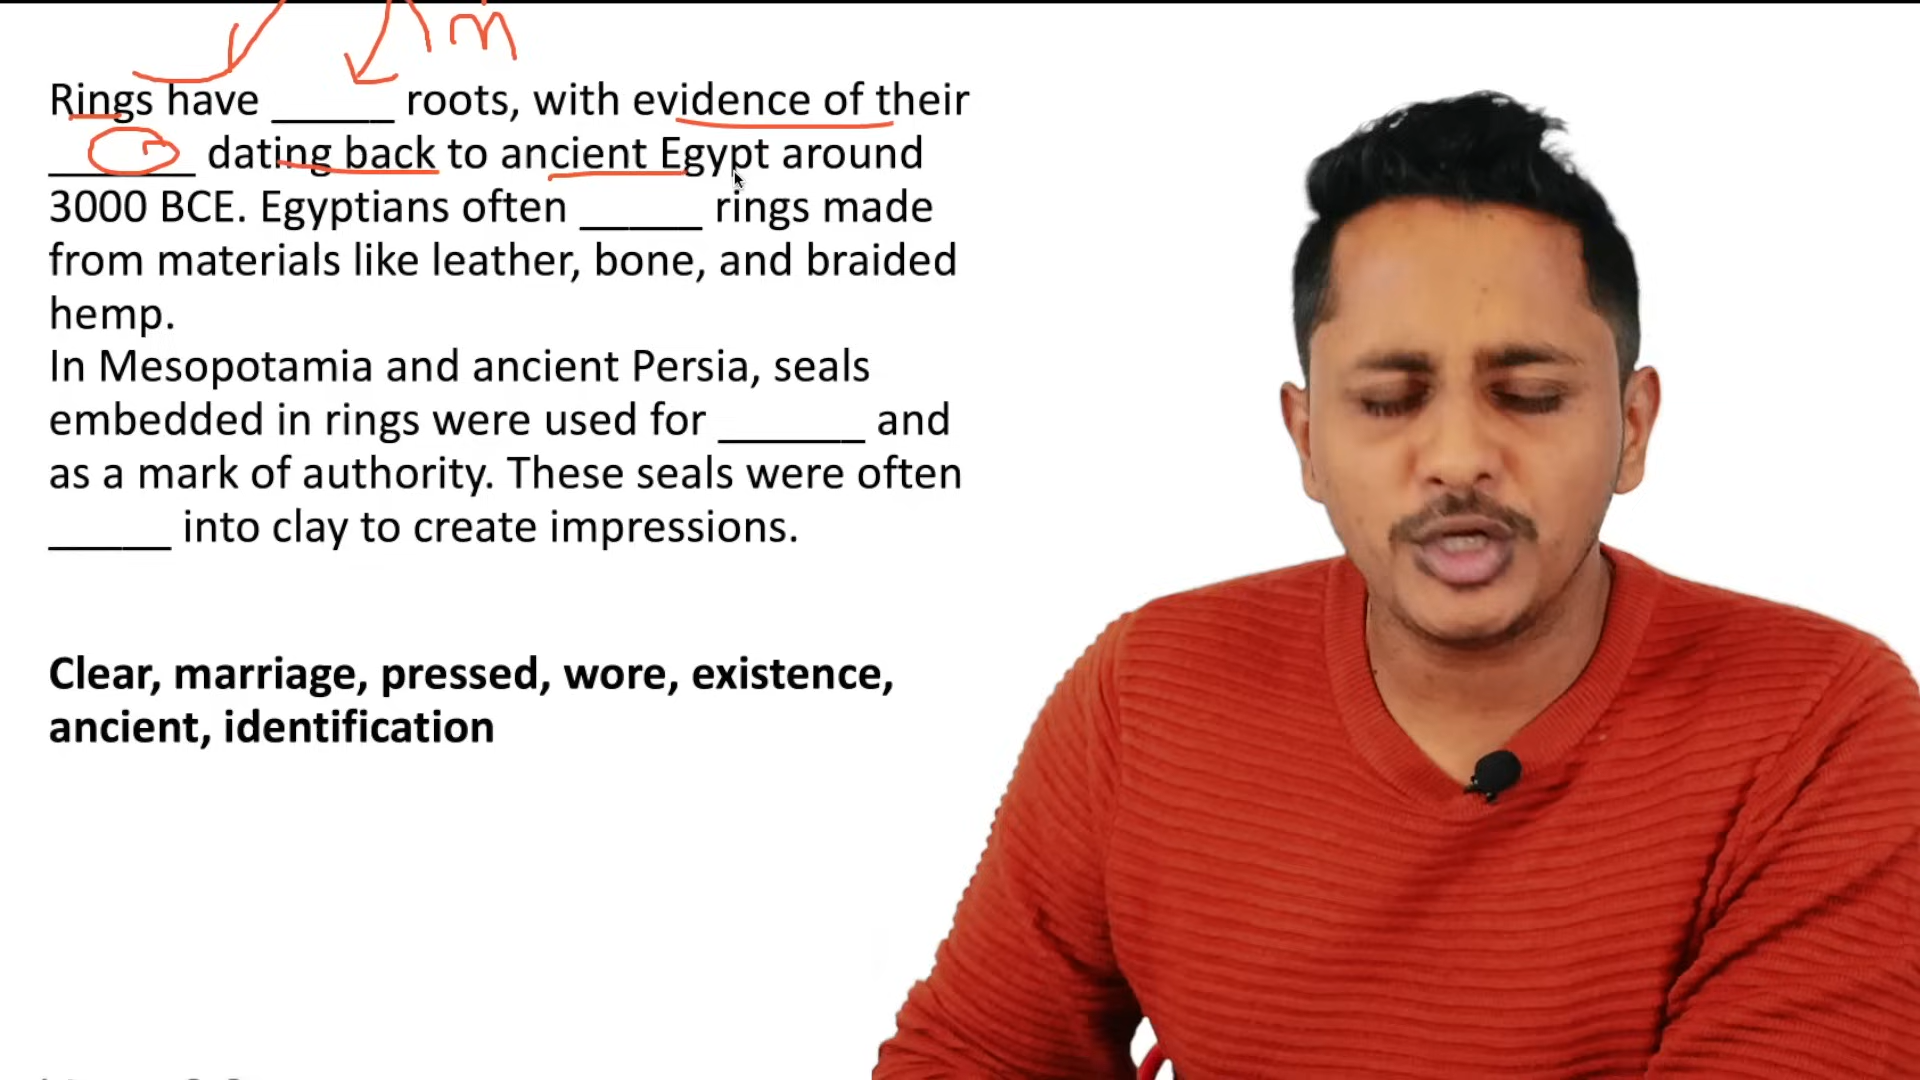 m
Rings have _____ roots, with evidence of their
______ dating back to ancient Egypt around
3000 BCE. Egyptians often _____ rings made
from materials like leather, bone, and braided
hemp.
In Mesopotamia and ancient Persia, seals
embedded in rings were used for ______ and
as a mark of authority. These seals were often
_____ into clay to create impressions.
Clear, marriage, pressed, wore, existence,
ancient, identification